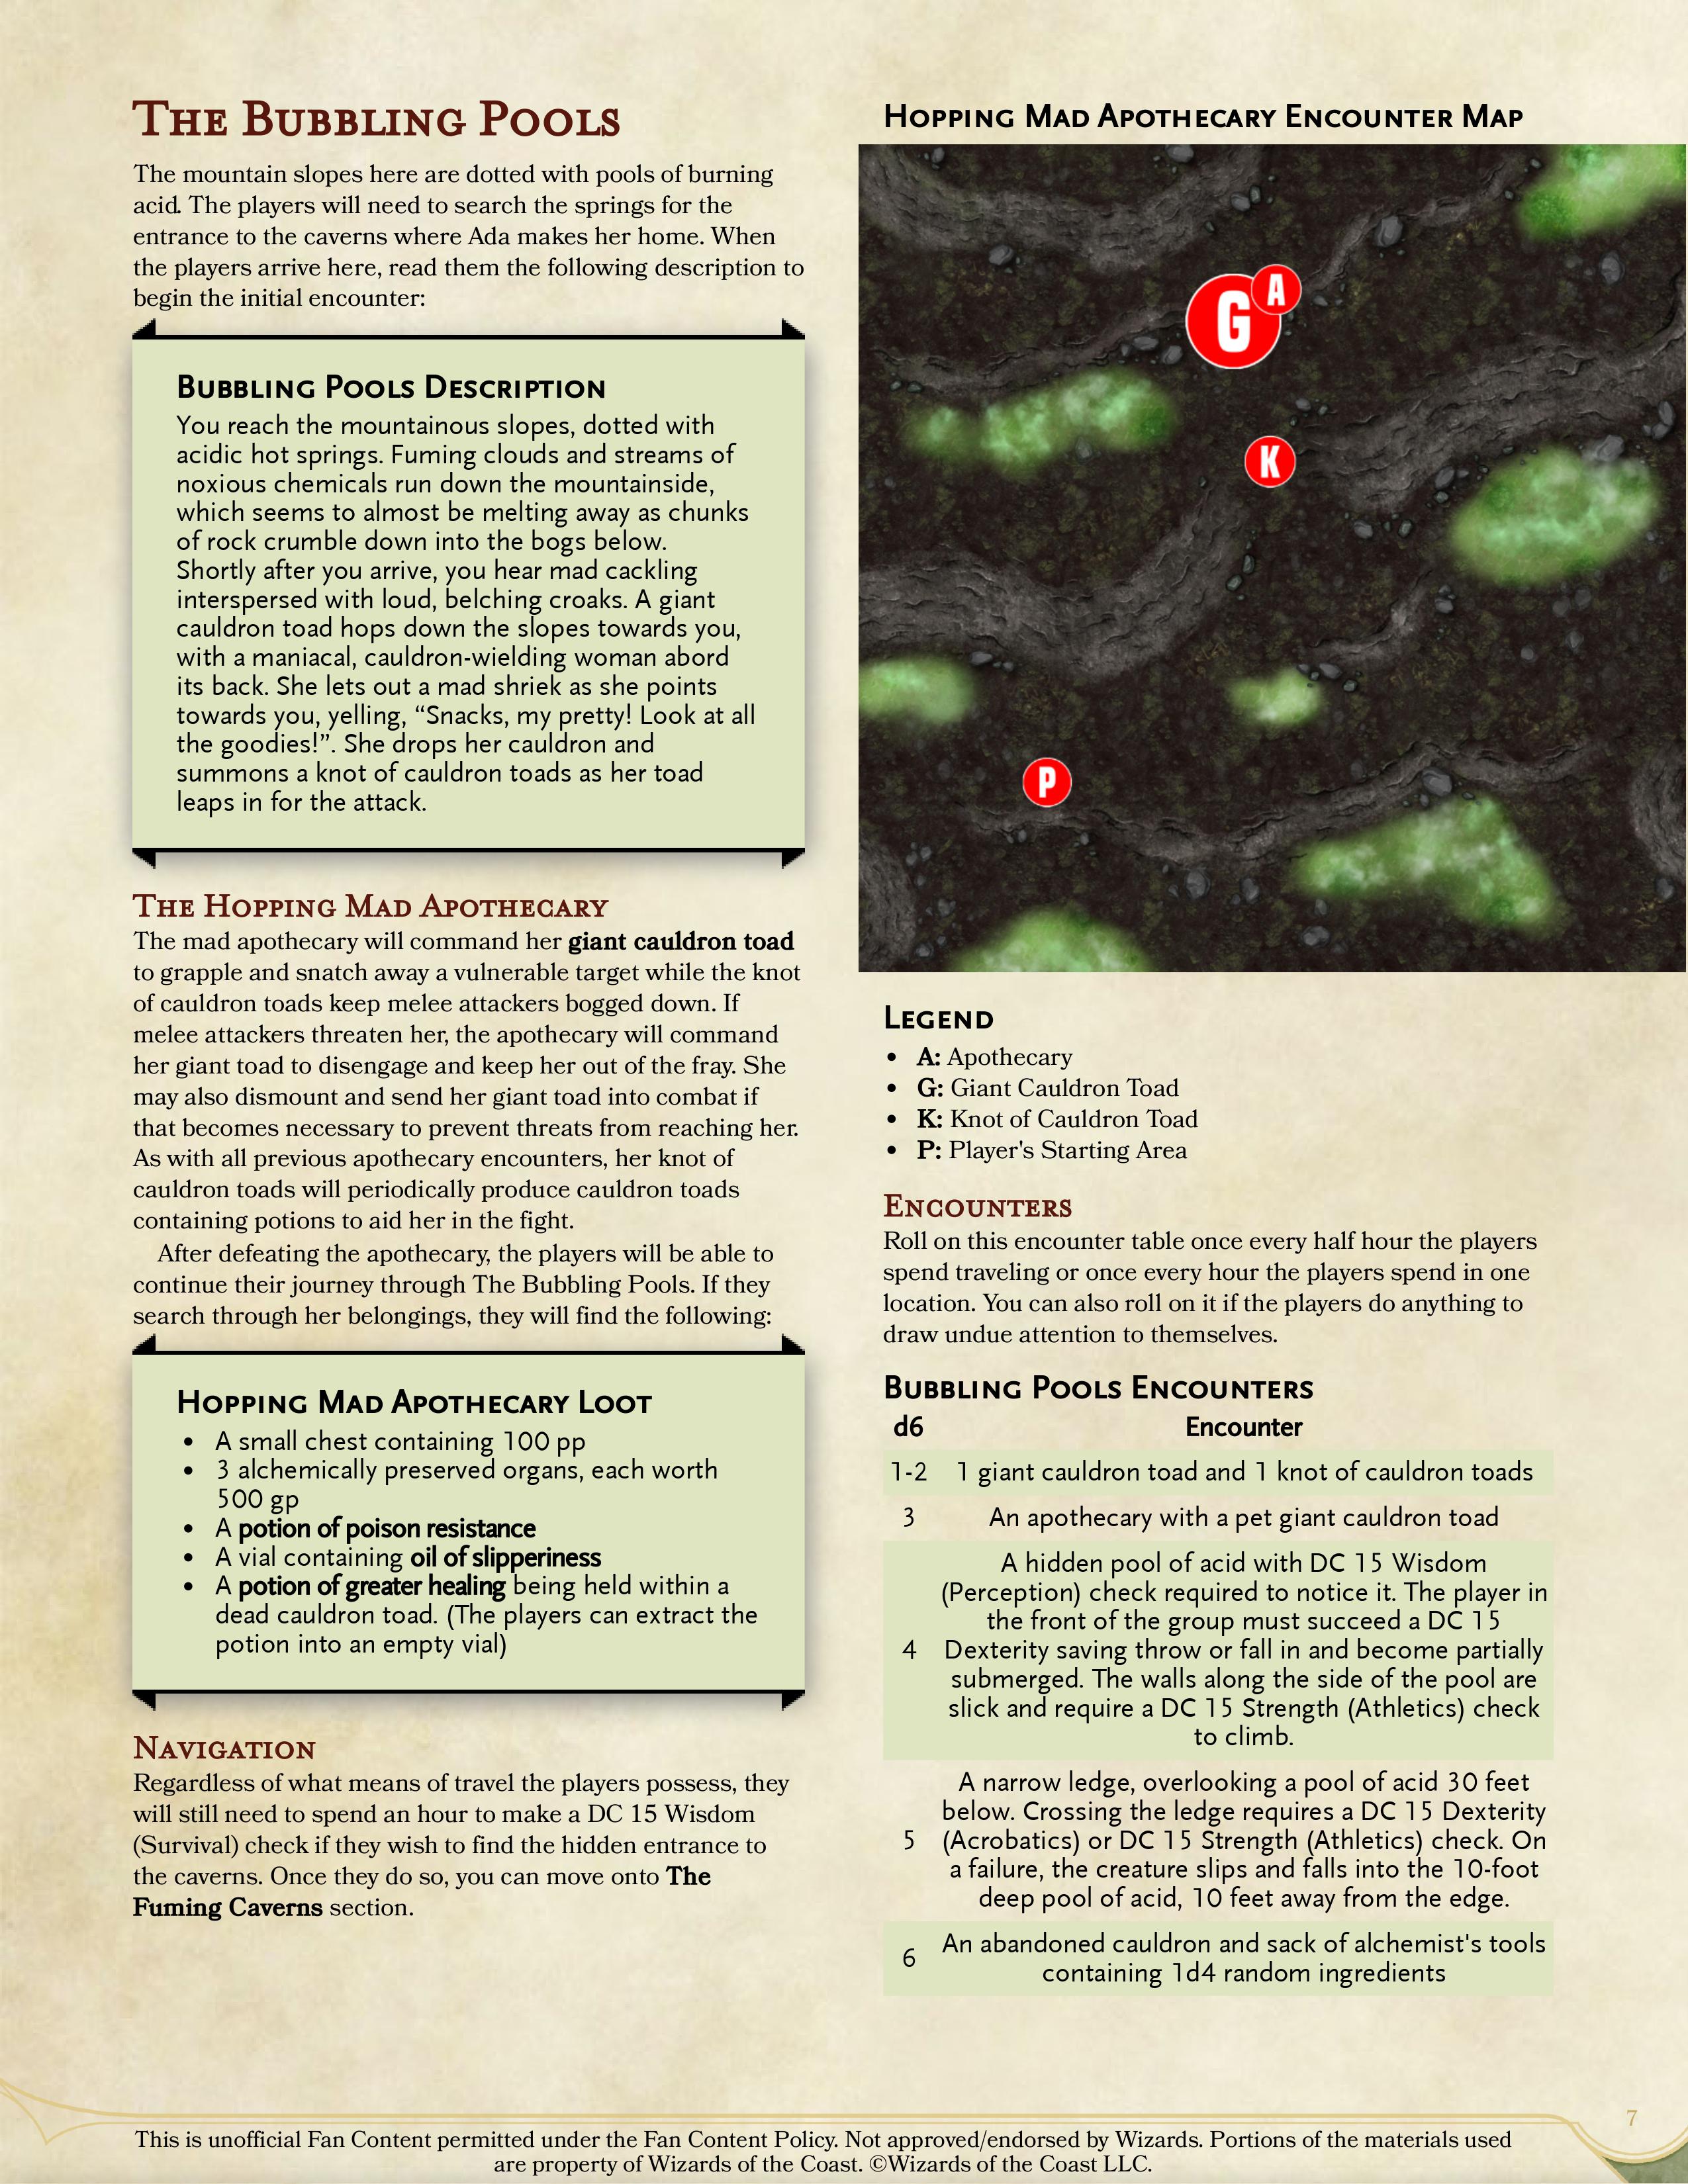 The Bubbling Pools
The mountain slopes here are dotted with pools of burning
acid. The players will need to search the springs for the
entrance to the caverns where Ada makes her home. When
the players arrive here, read them the following description to
begin the initial encounter:
Bubbling Pools Description
You reach the mountainous slopes, dotted with
acidic hot springs. Fuming clouds and streams of
noxious chemicals run down the mountainside,
which seems to almost be melting away as chunks
of rock crumble down into the bogs below.
Shortly after you arrive, you hear mad cackling
interspersed with loud, belching croaks. A giant
cauldron toad hops down the slopes towards you,
with a maniacal, cauldron-wielding woman abord
its back. She lets out a mad shriek as she points
towards you, yelling, “Snacks, my pretty! Look at all
the goodies!”. She drops her cauldron and
summons a knot of cauldron toads as her toad
leaps in for the attack.
The Hopping Mad Apothecary
The mad apothecary will command her giant cauldron toad
to grapple and snatch away a vulnerable target while the knot
of cauldron toads keep melee attackers bogged down. If
melee attackers threaten her, the apothecary will command
her giant toad to disengage and keep her out of the fray. She
may also dismount and send her giant toad into combat if
that becomes necessary to prevent threats from reaching her.
As with all previous apothecary encounters, her knot of
cauldron toads will periodically produce cauldron toads
containing potions to aid her in the fight.
After defeating the apothecary, the players will be able to
continue their journey through The Bubbling Pools. If they
search through her belongings, they will find the following:
Hopping Mad Apothecary Loot
• A small chest containing 100 pp
• 3 alchemically preserved organs, each worth
500 gp
• A potion of poison resistance
• A vial containing oil of slipperiness
• A potion of greater healing being held within a
dead cauldron toad. (The players can extract the
potion into an empty vial)
Navigation
Regardless of what means of travel the players possess, they
will still need to spend an hour to make a DC 15 Wisdom
(Survival) check if they wish to find the hidden entrance to
the caverns. Once they do so, you can move onto The
Fuming Caverns section.
Hopping Mad Apothecary Encounter Map
A
G
K
P
Legend
• A: Apothecary
• G: Giant Cauldron Toad
• K: Knot of Cauldron Toad
• P: Player's Starting Area
Encounters
Roll on this encounter table once every half hour the players
spend traveling or once every hour the players spend in one
location. You can also roll on it if the players do anything to
draw undue attention to themselves.
Bubbling Pools Encounters
d6 Encounter
1-2 1 giant cauldron toad and 1 knot of cauldron toads
3 An apothecary with a pet giant cauldron toad
A hidden pool of acid with DC 15 Wisdom
(Perception) check required to notice it. The player in
the front of the group must succeed a DC 15
4 Dexterity saving throw or fall in and become partially
submerged. The walls along the side of the pool are
slick and require a DC 15 Strength (Athletics) check
to climb.
A narrow ledge, overlooking a pool of acid 30 feet
below. Crossing the ledge requires a DC 15 Dexterity
5 (Acrobatics) or DC 15 Strength (Athletics) check. On
a failure, the creature slips and falls into the 10-foot
deep pool of acid, 10 feet away from the edge.
6 An abandoned cauldron and sack of alchemist's tools
containing 1d4 random ingredients
7
This is unofficial Fan Content permitted under the Fan Content Policy. Not approved/endorsed by Wizards. Portions of the materials used
are property of Wizards of the Coast. ©Wizards of the Coast LLC.